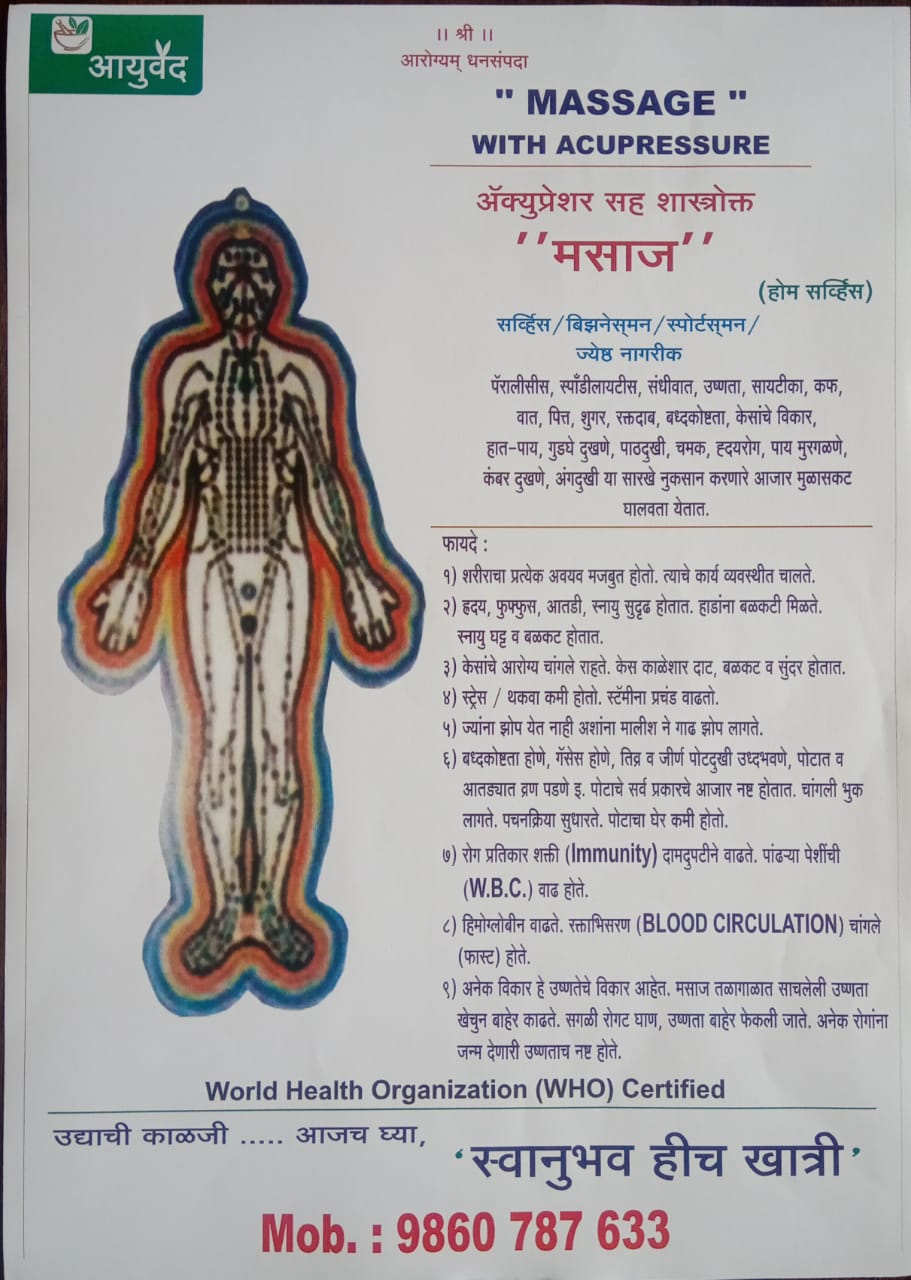 आयुर्वेद
।। श्री ।।
आरोग्यम् धनसंपदा
" MASSAGE "
WITH ACUPRESSURE
ॲक्युप्रेशर सह शास्त्रोक्त
''मसाज''
(होम सर्व्हिस)
सर्व्हिस/बिझनेस्‌मन/स्पोर्टस्‌मन/
ज्येष्ठ नागरीक
पॅरालीसीस, स्पाँडीलायटीस, संधीवात, उष्णता, सायटीका, कफ,
वात, पित्त, शुगर, रक्तदाब, बध्दकोष्टता, केसांचे विकार,
हात-पाय, गुडघे दुखणे, पाठदुखी, चमक, ह्दयरोग, पाय मुरगळणे,
कंबर दुखणे, अंगदुखी या सारखे नुकसान करणारे आजार मुळासकट
घालवता येतात.
फायदे :
१) शरीराचा प्रत्येक अवयव मजबुत होतो. त्याचे कार्य व्यवस्थीत चालते.
२) ह्रदय, फुफ्फुस, आतडी, स्नायु सुदृढ होतात. हाडांना बळकटी मिळते.
स्नायु घट्ट व बळकट होतात.
३) केसांचे आरोग्य चांगले राहते. केस काळेशार दाट, बळकट व सुंदर होतात.
४) स्ट्रेस / थकवा कमी होतो. स्टॅमीना प्रचंड वाढतो.
५) ज्यांना झोप येत नाही अशांना मालीश ने गाढ झोप लागते.
६) बध्दकोष्टता होणे, गॅसेस होणे, तिव्र व जीर्ण पोटदुखी उध्दभवणे, पोटात व
आतड्यात व्रण पडणे इ. पोटाचे सर्व प्रकारचे आजार नष्ट होतात. चांगली भुक
लागते. पचनक्रिया सुधारते. पोटाचा घेर कमी होतो.
७) रोग प्रतिकार शक्ती (Immunity) दामदुपटीने वाढते. पांढऱ्या पेशींची
(W.B.C.) वाढ होते.
८) हिमोग्लोबीन वाढते. रक्ताभिसरण (BLOOD CIRCULATION) चांगले
(फास्ट) होते.
९) अनेक विकार हे उष्णतेचे विकार आहेत. मसाज तळागाळात साचलेली उष्णता
खेचुन बाहेर काढते. सगळी रोगट घाण, उष्णता बाहेर फेकली जाते. अनेक रोगांना
जन्म देणारी उष्णताच नष्ट होते.
World Health Organization (WHO) Certified
उद्याची काळजी ..... आजच घ्या,
‘स्वानुभव हीच खात्री’
Mob. : 9860 787 633